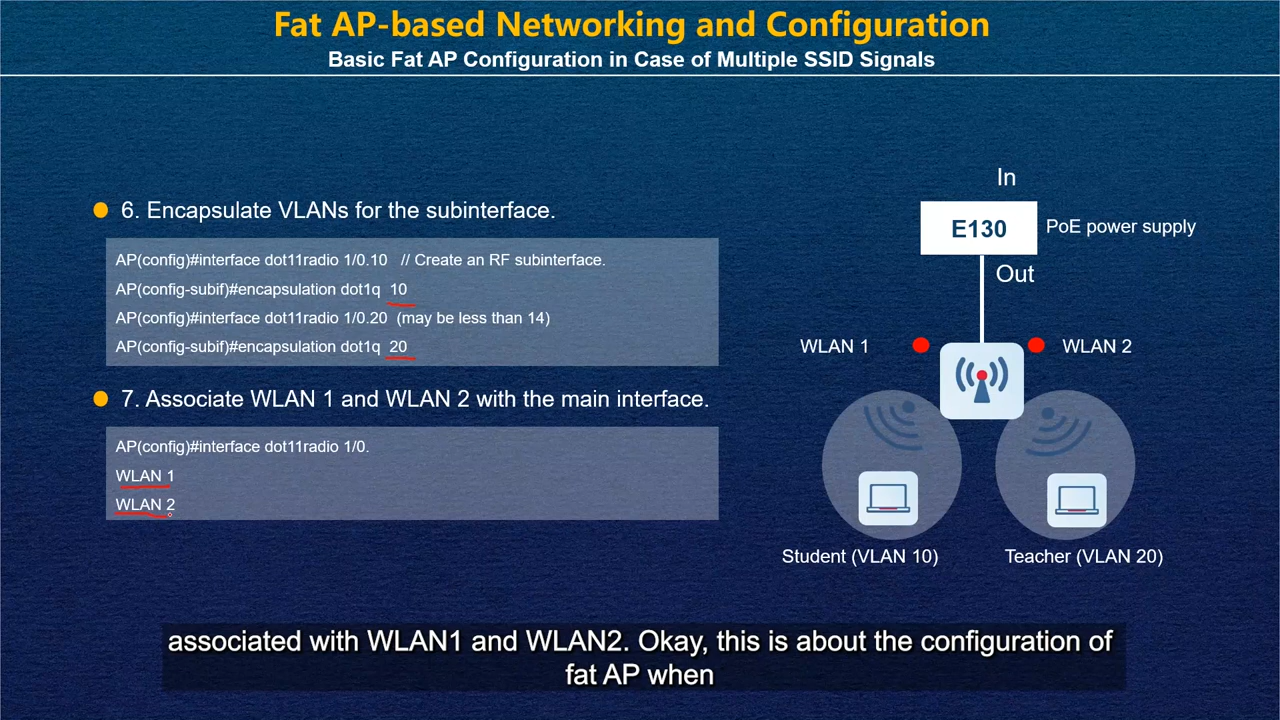 Fat AP-based Networking and Configuration
Basic Fat AP Configuration in Case of Multiple SSID Signals
6. Encapsulate VLANs for the subinterface.
AP(config)#interface dot11radio 1/0.10 // Create an RF subinterface.
AP(config-subif)#encapsulation dot1q 10
AP(config)#interface dot11radio 1/0.20 (may be less than 14)
AP(config-subif)#encapsulation dot1q 20
7. Associate WLAN 1 and WLAN 2 with the main interface.
AP(config)#interface dot11radio 1/0.
WLAN 1
WLAN 2
In
E130
PoE power supply
Out
WLAN 1
WLAN 2
Student (VLAN 10)
Teacher (VLAN 20)
associated with WLAN1 and WLAN2. Okay, this is about the configuration of
fat AP when